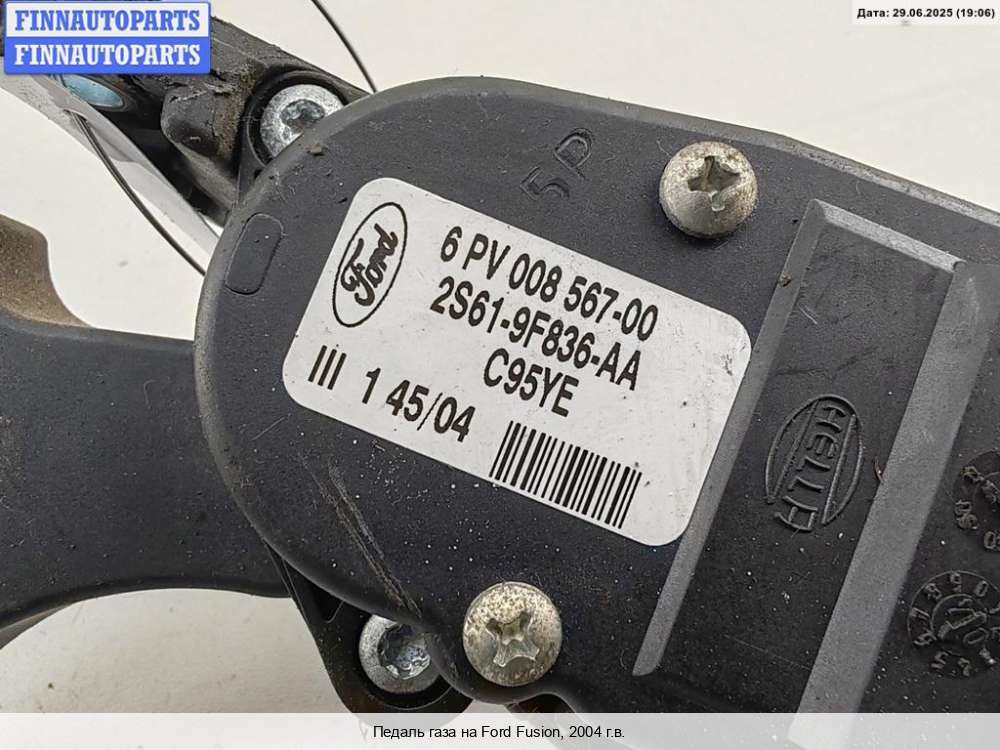 FINNAUTOPARTS
FINNAUTOPARTS
Дата: 29.06.2025 (19:06)
5P
Ford
6 PV 008 567-00
2S61-9F836-AA
C95YE
III 1 45/04
HELLA
Педаль газа на Ford Fusion, 2004 г.в.